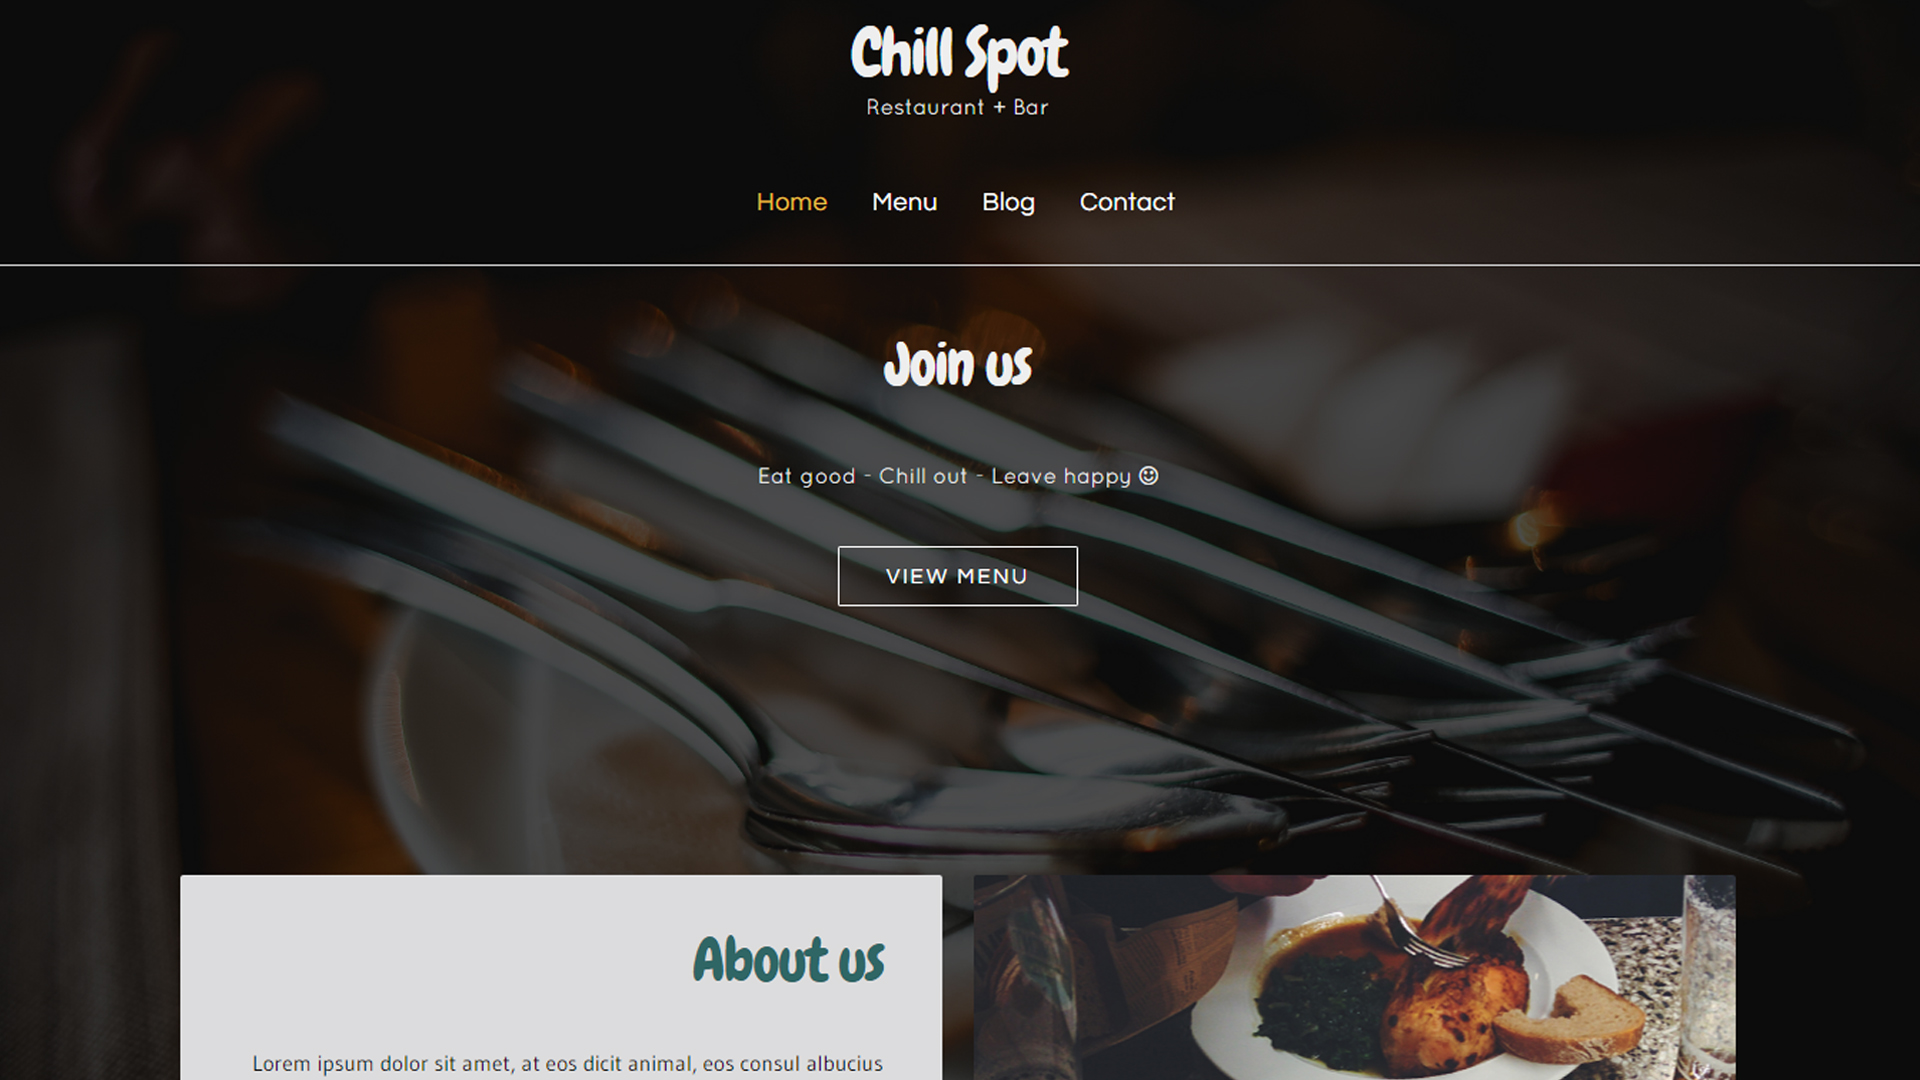 Chill Spot
Restaurant + Bar
Home Menu Blog Contact
Join us
Eat good - Chill out - Leave happy ☺
VIEW MENU
About us
Lorem ipsum dolor sit amet, at eos dicit animal, eos consul albucius